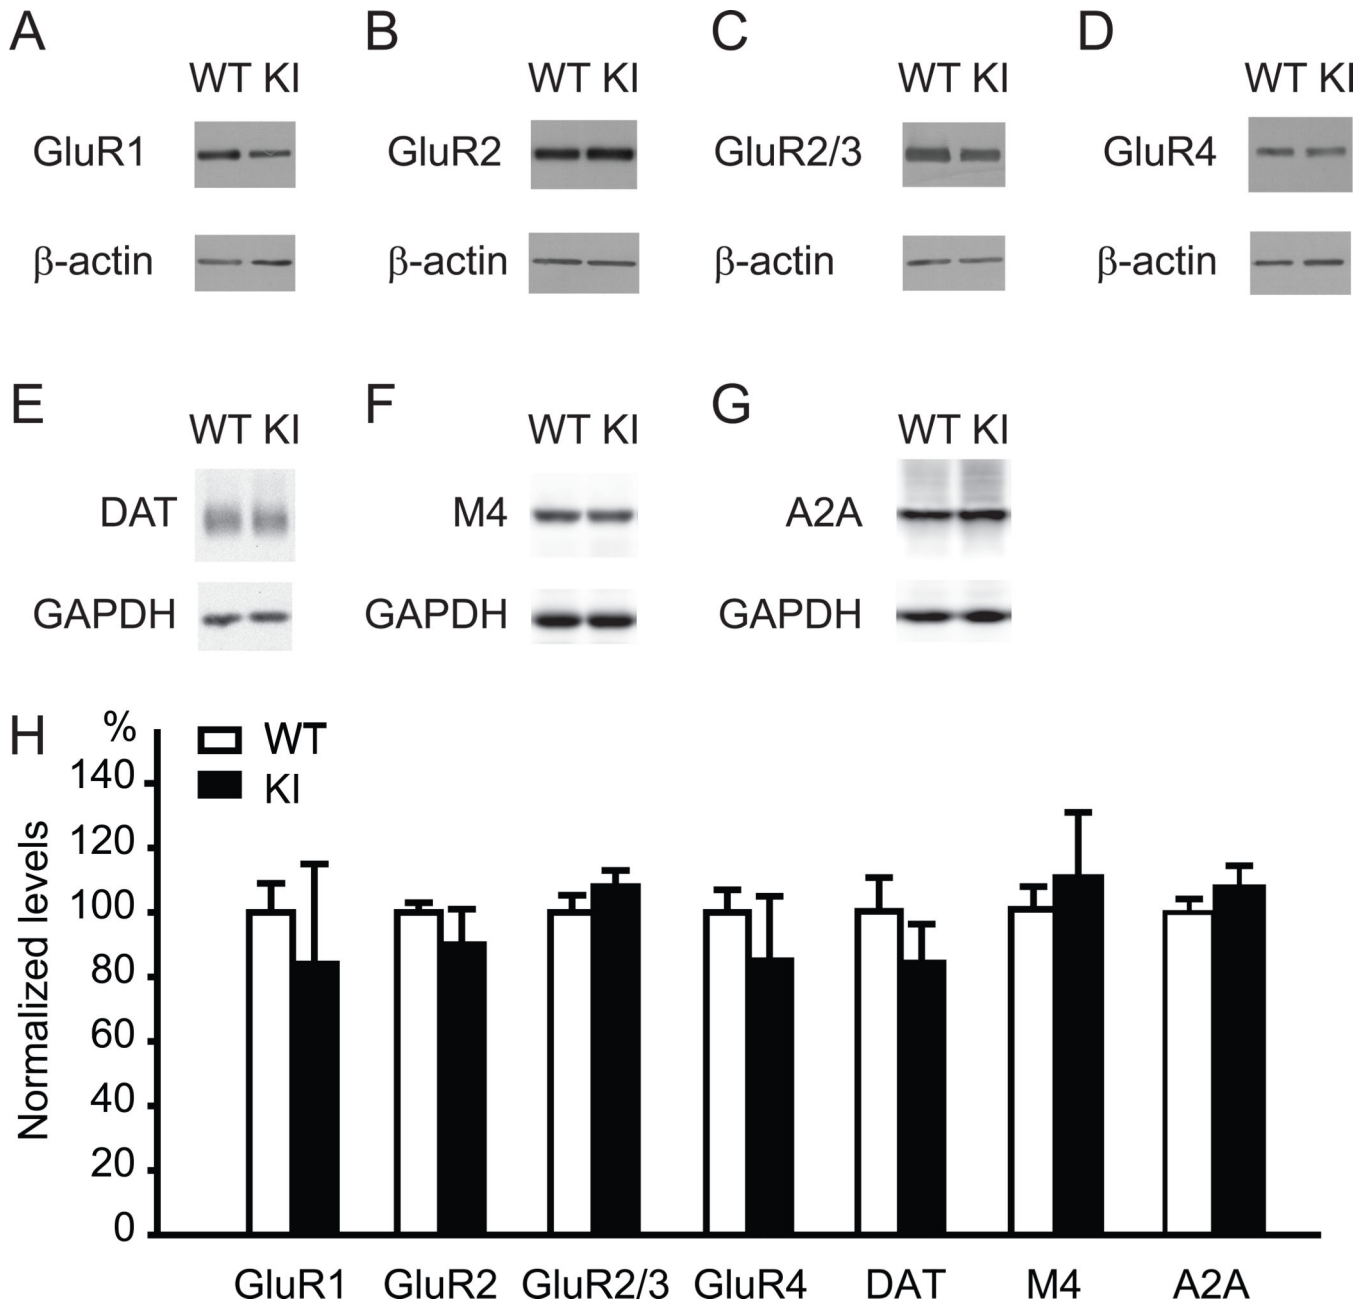 A
WT KI
GluR1
β-actin
B
WT KI
GluR2
β-actin
C
WT KI
GluR2/3
β-actin
D
WT KI
GluR4
β-actin
E
WT KI
DAT
GAPDH
F
WT KI
M4
GAPDH
G
WT KI
A2A
GAPDH
H
%
WT
KI
Normalized levels
140
120
100
80
60
40
20
0
GluR1 GluR2 GluR2/3 GluR4 DAT M4 A2A